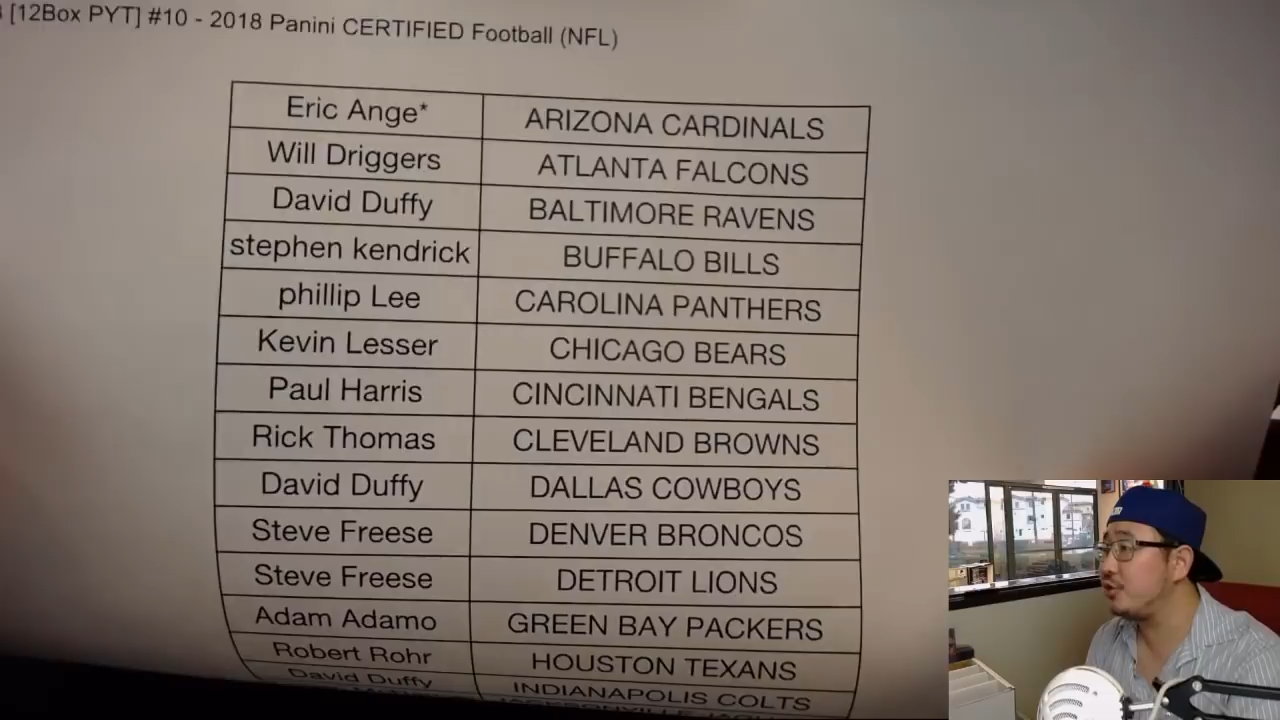 [12Box PYT] #10 - 2018 Panini CERTIFIED Football (NFL)
Eric Ange* ARIZONA CARDINALS
Will Driggers ATLANTA FALCONS
David Duffy BALTIMORE RAVENS
stephen kendrick BUFFALO BILLS
phillip Lee CAROLINA PANTHERS
Kevin Lesser CHICAGO BEARS
Paul Harris CINCINNATI BENGALS
Rick Thomas CLEVELAND BROWNS
David Duffy DALLAS COWBOYS
Steve Freese DENVER BRONCOS
Steve Freese DETROIT LIONS
Adam Adamo GREEN BAY PACKERS
Robert Rohr HOUSTON TEXANS
David Duffy INDIANAPOLIS COLTS